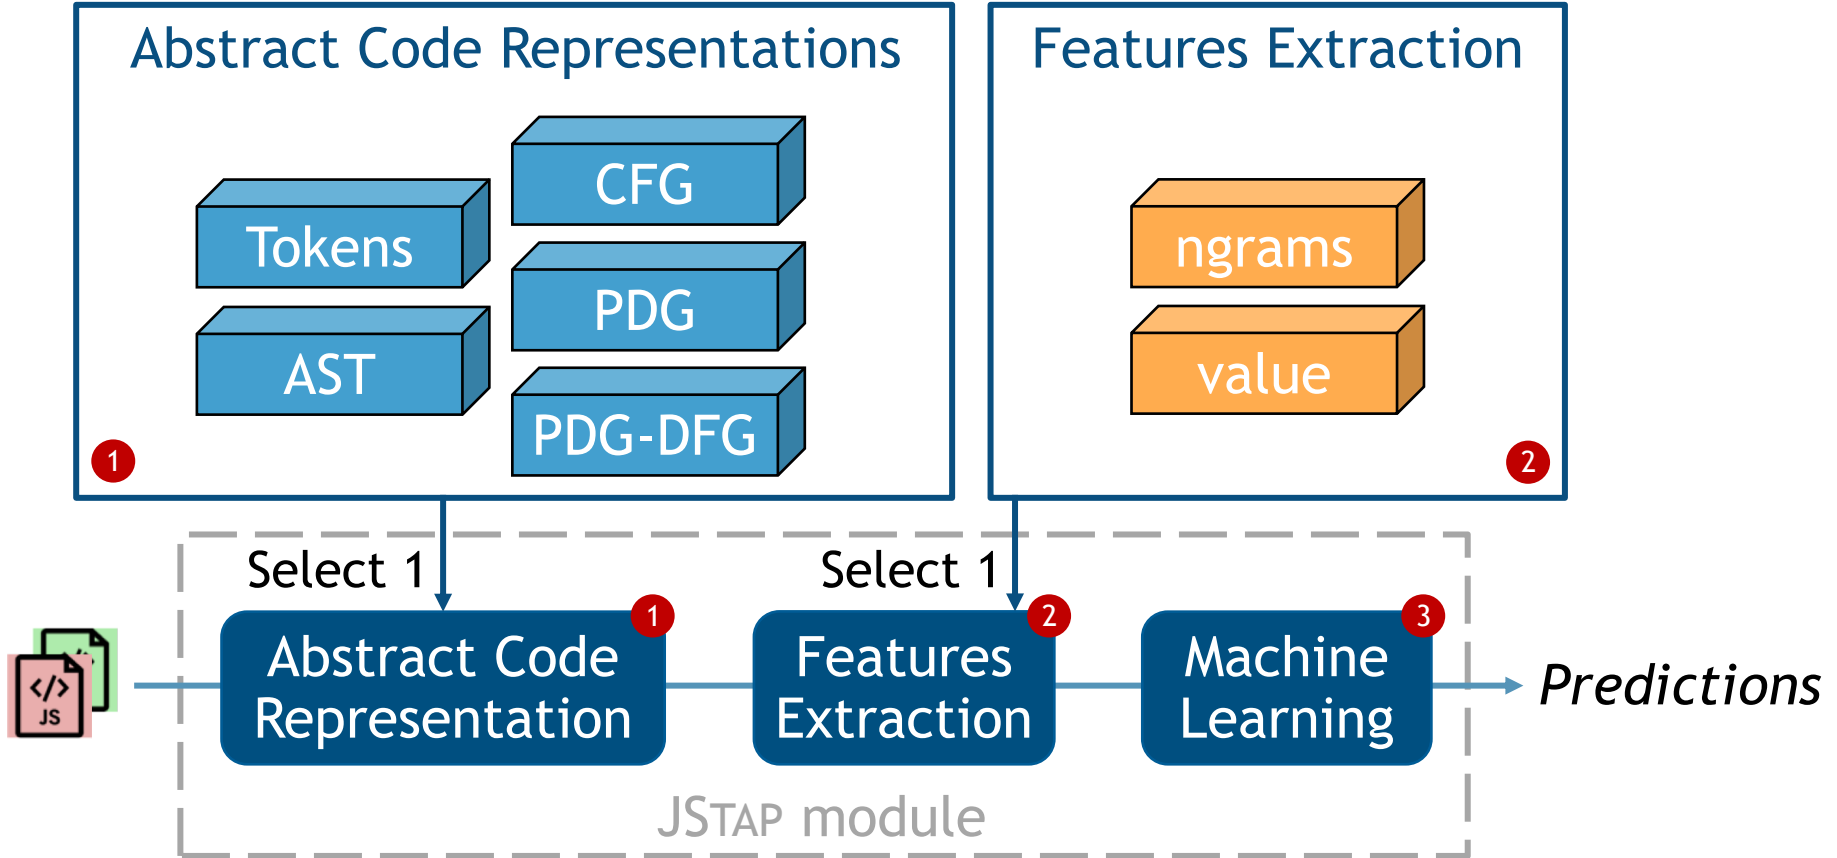 Abstract Code Representations
Tokens
AST
CFG
PDG
PDG-DFG
1
Features Extraction
ngrams
value
2
Select 1
Select 1
</>
JS
Abstract Code
Representation
1
Features
Extraction
2
Machine
Learning
3
Predictions
JSTAP module